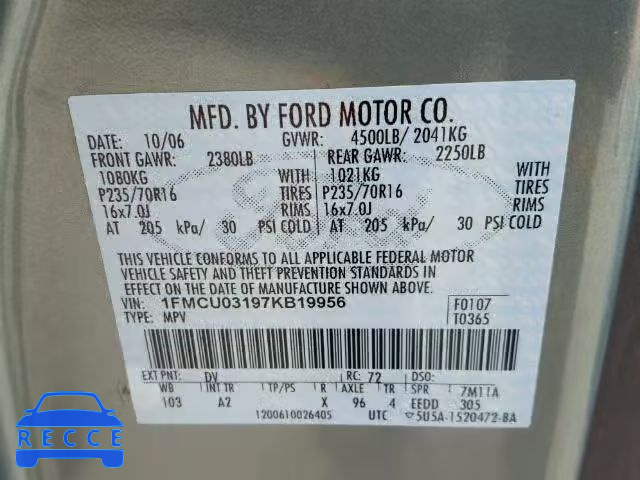 MFD. BY FORD MOTOR CO.
DATE: 10/06 GVWR: 4500LB/ 2041KG
FRONT GAWR: 2380LB REAR GAWR: 2250LB
1080KG WITH 1021KG WITH
P235/70R16 TIRES P235/70R16 TIRES
16x7.0J RIMS 16x7.0J RIMS
AT 205 kPa/ 30 PSI COLD AT 205 kPa/ 30 PSI COLD
THIS VEHICLE CONFORMS TO ALL APPLICABLE FEDERAL MOTOR
VEHICLE SAFETY AND THEFT PREVENTION STANDARDS IN
EFFECT ON THE DATE OF MANUFACTURE SHOWN ABOVE.
VIN: 1FMCU03197KB19956 F0107
TYPE: MPV T0365
EXT PNT: DV RC: 72 DSO:
WB INT TR TP/PS R AXLE TR SPR 7M11A
103 A2 X 96 4 EEDD 305
1200610026405 UTC 5U5A-1520472-BA
RECCE